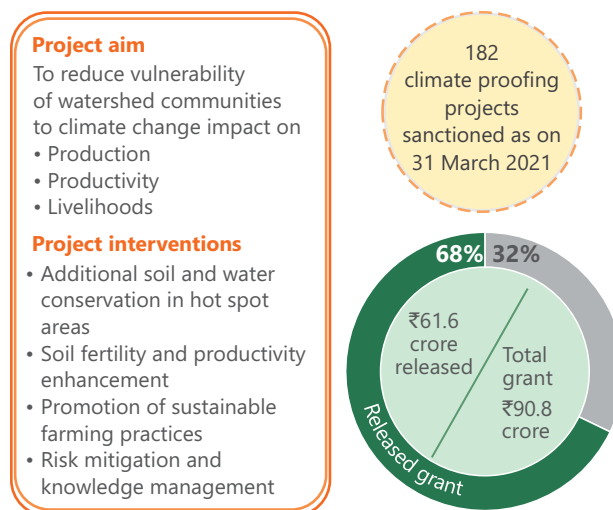 Project aim
To reduce vulnerability
of watershed communities
to climate change impact on
• Production
• Productivity
• Livelihoods
Project interventions
• Additional soil and water
conservation in hot spot
areas
• Soil fertility and productivity
enhancement
• Promotion of sustainable
farming practices
• Risk mitigation and
knowledge management
182
climate proofing
projects
sanctioned as on
31 March 2021
68% 32%
₹61.6
crore
released
Total
grant
₹90.8
crore
Released grant